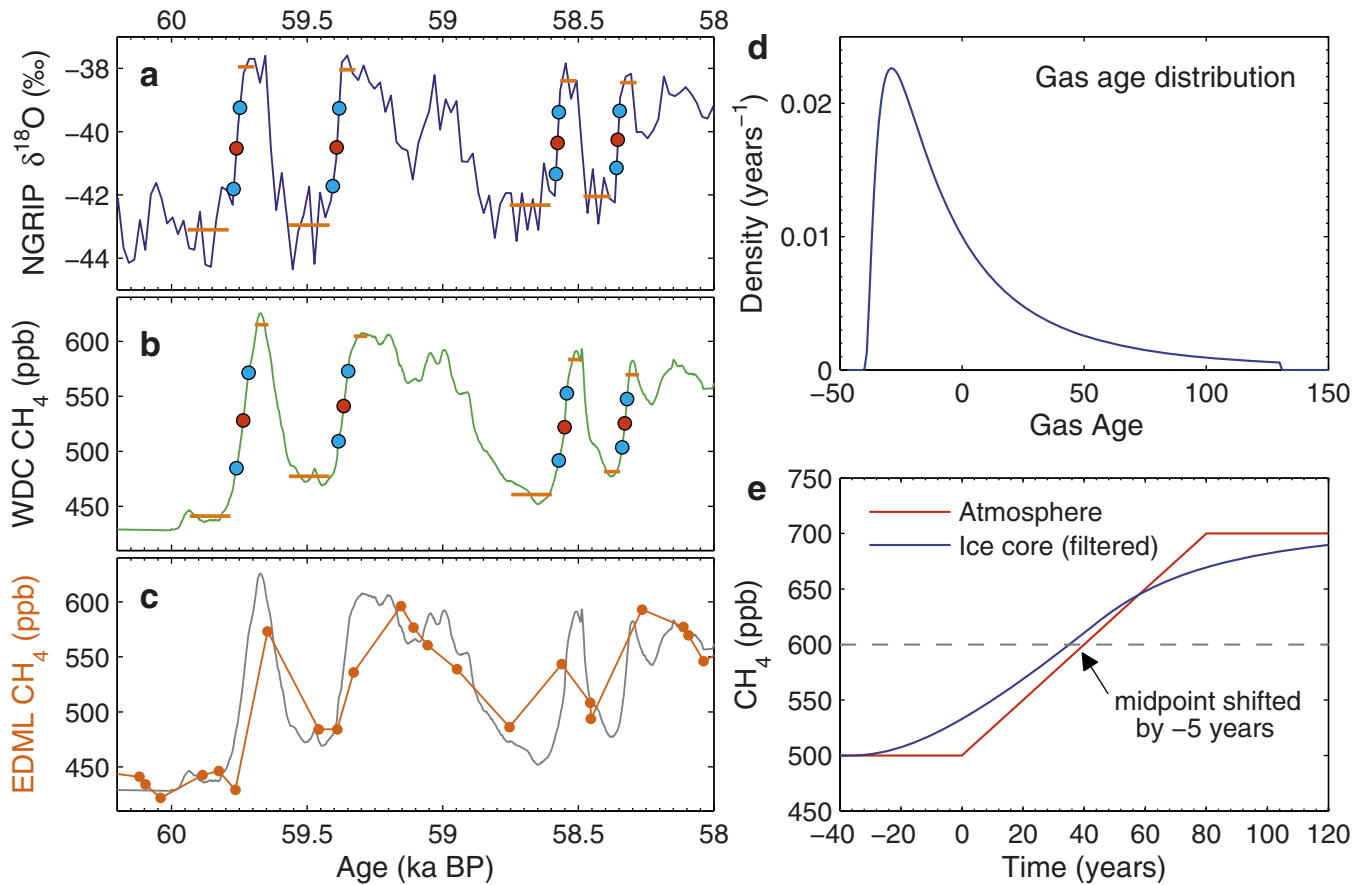 60 59.5 59 58.5 58
a
NGRIP δ18O (‰)
−38
−40
−42
−44
b
WDC CH4 (ppb)
600
550
500
450
c
EDML CH4 (ppb)
600
550
500
450
60 59.5 59 58.5 58
Age (ka BP)
d
Gas age distribution
Density (years−1)
0.02
0.01
0
−50 0 50 100 150
Gas Age
e
Atmosphere
Ice core (filtered)
CH4 (ppb)
750
700
650
600
550
500
450
midpoint shifted
by −5 years
−40 −20 0 20 40 60 80 100 120
Time (years)